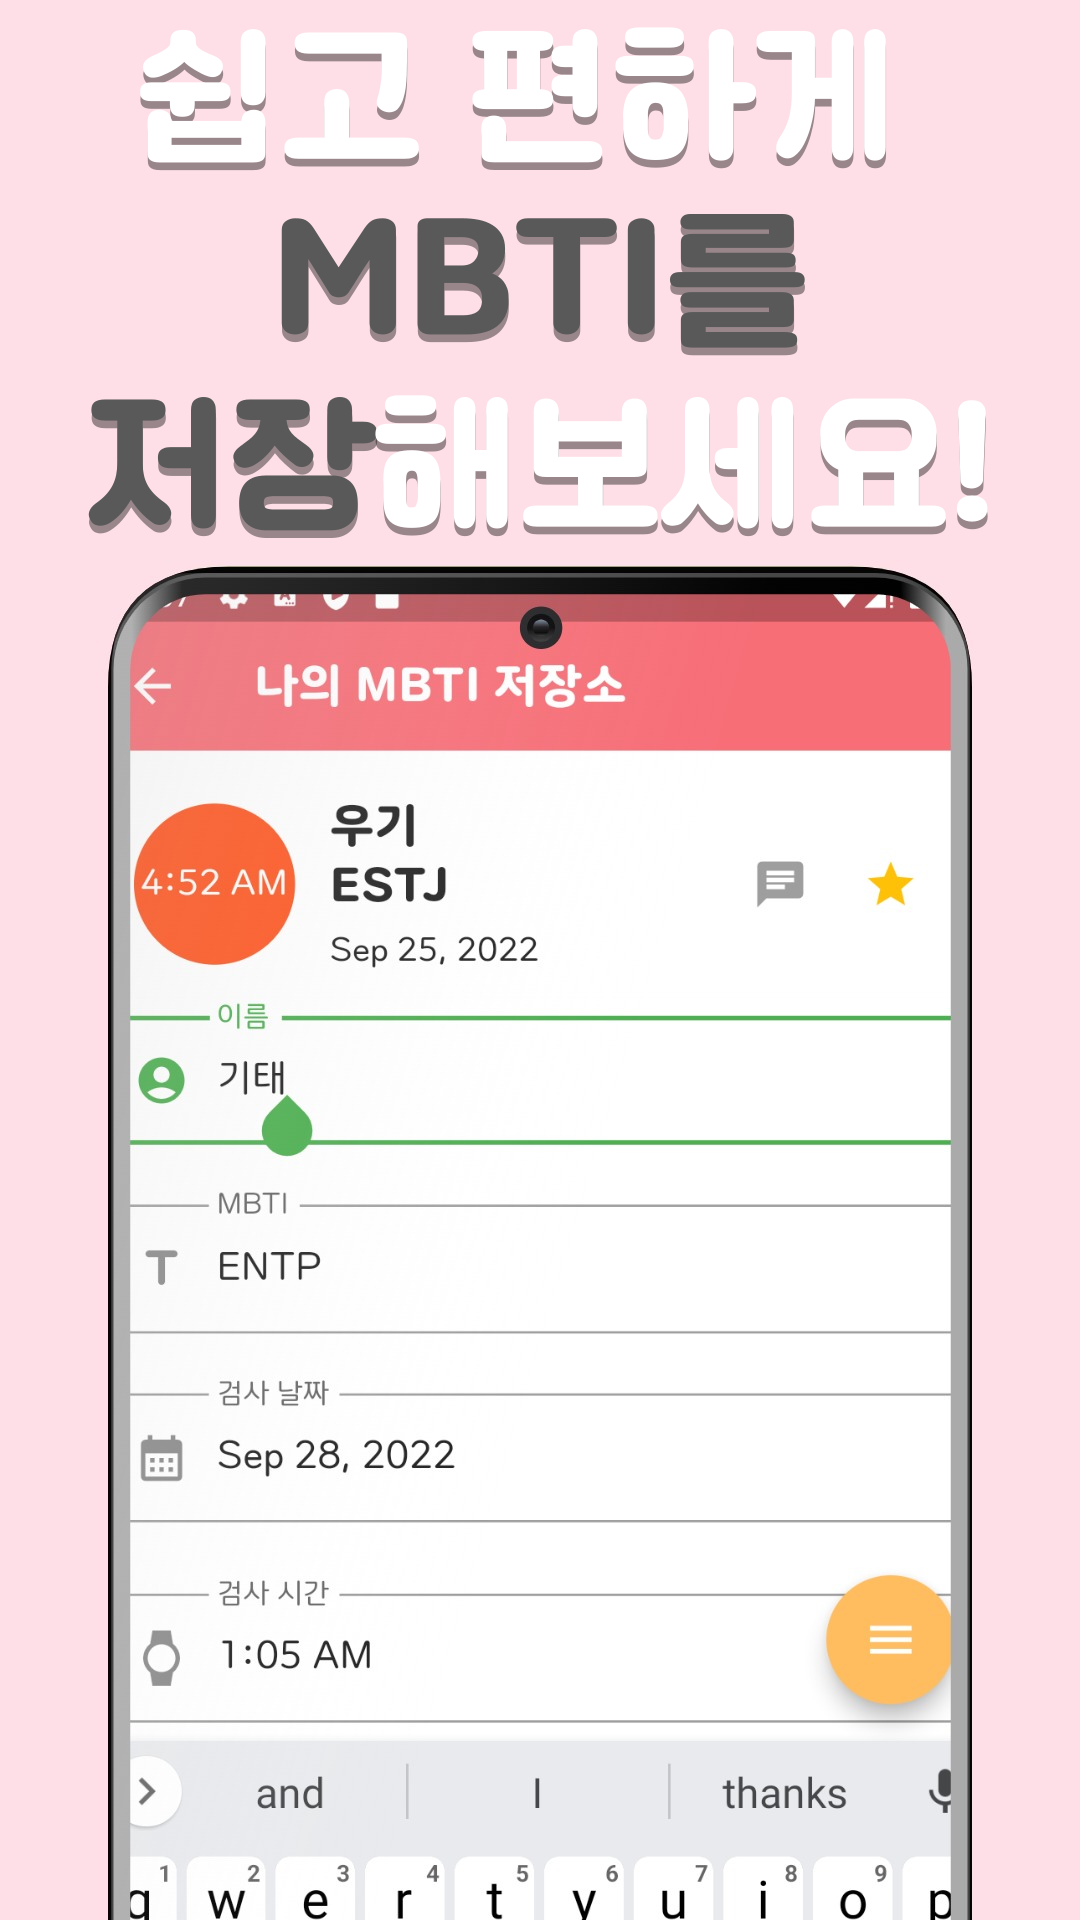 쉽고 편하게
MBTI를
저장해보세요!
나의 MBTI 저장소
4:52 AM
우기
ESTJ
Sep 25, 2022
이름
기태
MBTI
ENTP
검사 날짜
Sep 28, 2022
검사 시간
1:05 AM
and I thanks
1 2 3 4 5 6 7 8 9
q w e r t y u i o p